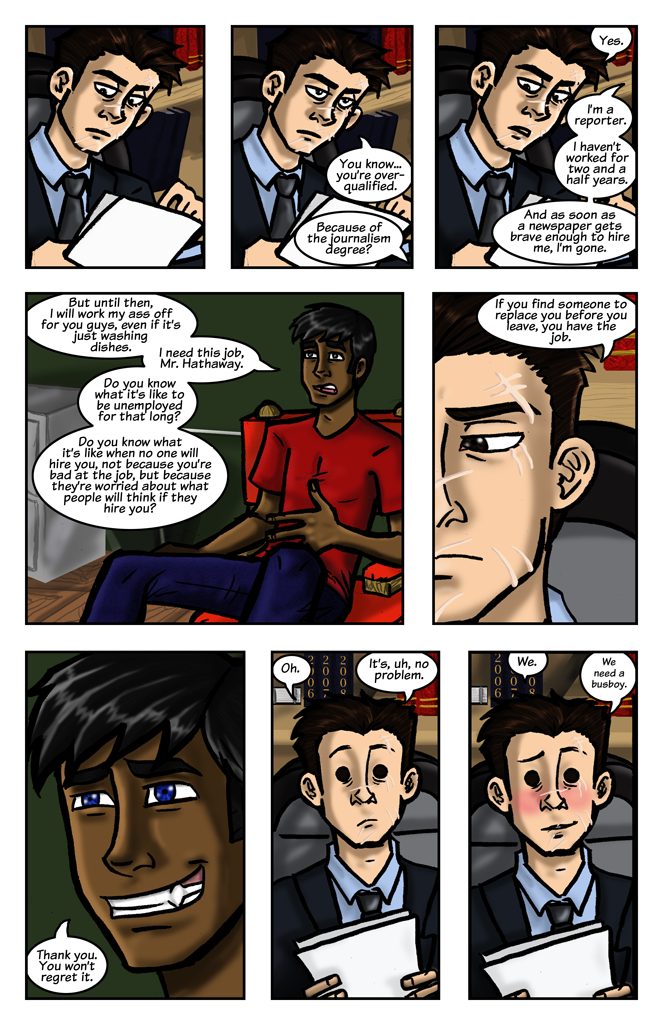 You know...
you're over-
qualified.
Because of
the journalism
degree?
Yes.
I'm a
reporter.
I haven't
worked for
two and a
half years.
And as soon as
a newspaper gets
brave enough to hire
me, I'm gone.
But until then,
I will work my ass off
for you guys, even if it's
just washing
dishes.
I need this job,
Mr. Hathaway.
Do you know
what it's like to
be unemployed
for that long?
Do you know what
it's like when no one will
hire you, not because you're
bad at the job, but because
they're worried about what
people will think if they
hire you?
If you find someone to
replace you before you
leave, you have the
job.
Thank you.
You won't
regret it.
Oh.
It's, uh, no
problem.
2006
2007
2008
We.
We
need a
busboy.